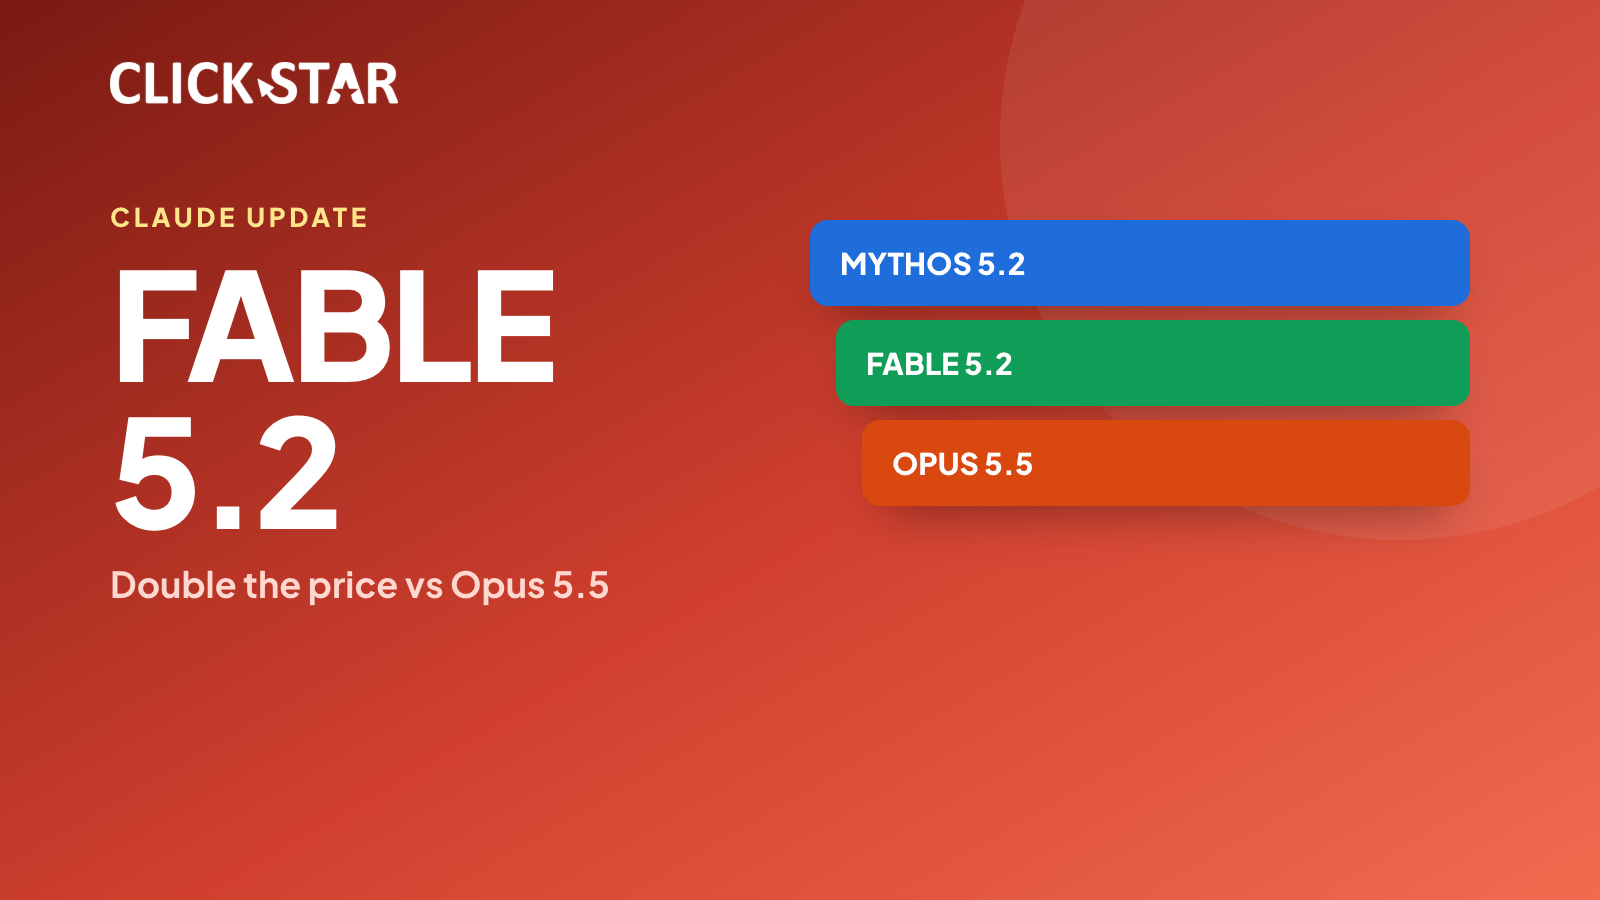 CLICKSTAR
CLAUDE UPDATE
FABLE
5.2
Double the price vs Opus 5.5
MYTHOS 5.2
FABLE 5.2
OPUS 5.5